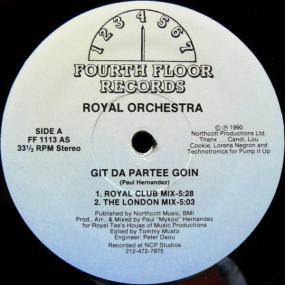 1 2 3 4 5 6 7
FOURTH FLOOR
RECORDS
ROYAL ORCHESTRA
SIDE A
FF 1113 AS
33⅓ RPM Stereo
© ℗ 1990
Northcott Productions Ltd.
Thanx Candi, Lou
Cookie, Lorena Negron and
Technotronics for Pump it Up
GIT DA PARTEE GOIN
(Paul Hernandez)
1. ROYAL CLUB MIX-5:28
2. THE LONDON MIX-5:03
Published by Northcott Music, BMI
Prod., Arr., & Mixed by Paul "Mykoo" Hernandez
for Royal Tee's House of Music Productions
Edited by Tommy Musto
Engineer: Peter Daou
Recorded at NCP Studios
212-472-7975